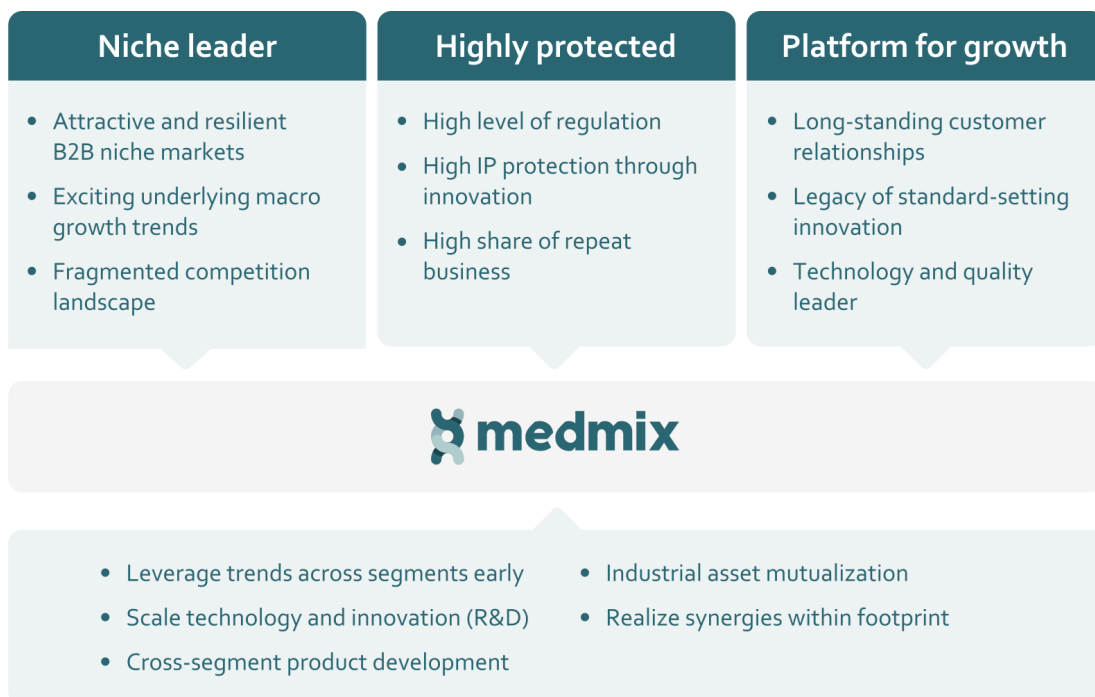 Niche leader
• Attractive and resilient
B2B niche markets
• Exciting underlying macro
growth trends
• Fragmented competition
landscape
Highly protected
• High level of regulation
• High IP protection through
innovation
• High share of repeat
business
Platform for growth
• Long-standing customer
relationships
• Legacy of standard-setting
innovation
• Technology and quality
leader
medmix
• Leverage trends across segments early
• Scale technology and innovation (R&D)
• Cross-segment product development
• Industrial asset mutualization
• Realize synergies within footprint